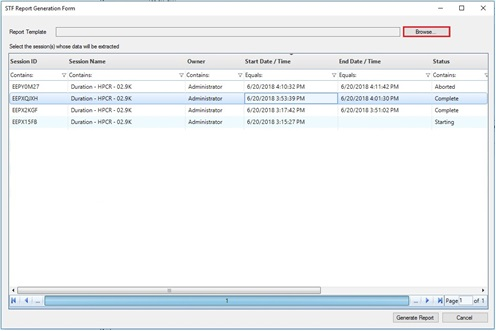 STF Report Generation Form
Report Template Browse...
Select the session(s) whose data will be extracted
Session ID Session Name Owner Start Date / Time End Date / Time Status
Contains: Contains: Contains: Equals: Equals: Contains:
EEPY0M27 Duration - HPCR - 02.9K Administrator 6/20/2018 4:10:32 PM 6/20/2018 4:11:42 PM Aborted
EEPXQJXH Duration - HPCR - 02.9K Administrator 6/20/2018 3:53:39 PM 6/20/2018 4:01:30 PM Complete
EEPX2KGF Duration - HPCR - 02.9K Administrator 6/20/2018 3:17:42 PM 6/20/2018 3:51:02 PM Complete
EEPX15FB Duration - HPCR - 02.9K Administrator 6/20/2018 3:15:27 PM Starting
... 1 ... Page 1 of 1
Generate Report Cancel